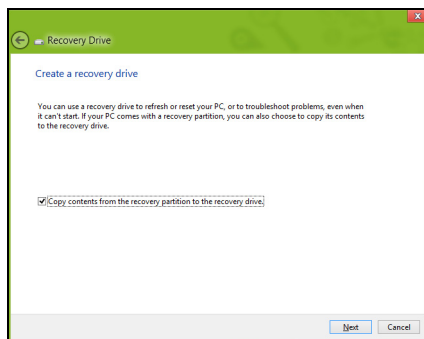 x
Recovery Drive
Create a recovery drive
You can use a recovery drive to refresh or reset your PC, or to troubleshoot problems, even when
it can't start. If your PC comes with a recovery partition, you can also choose to copy its contents
to the recovery drive.
Copy contents from the recovery partition to the recovery drive.
Next Cancel